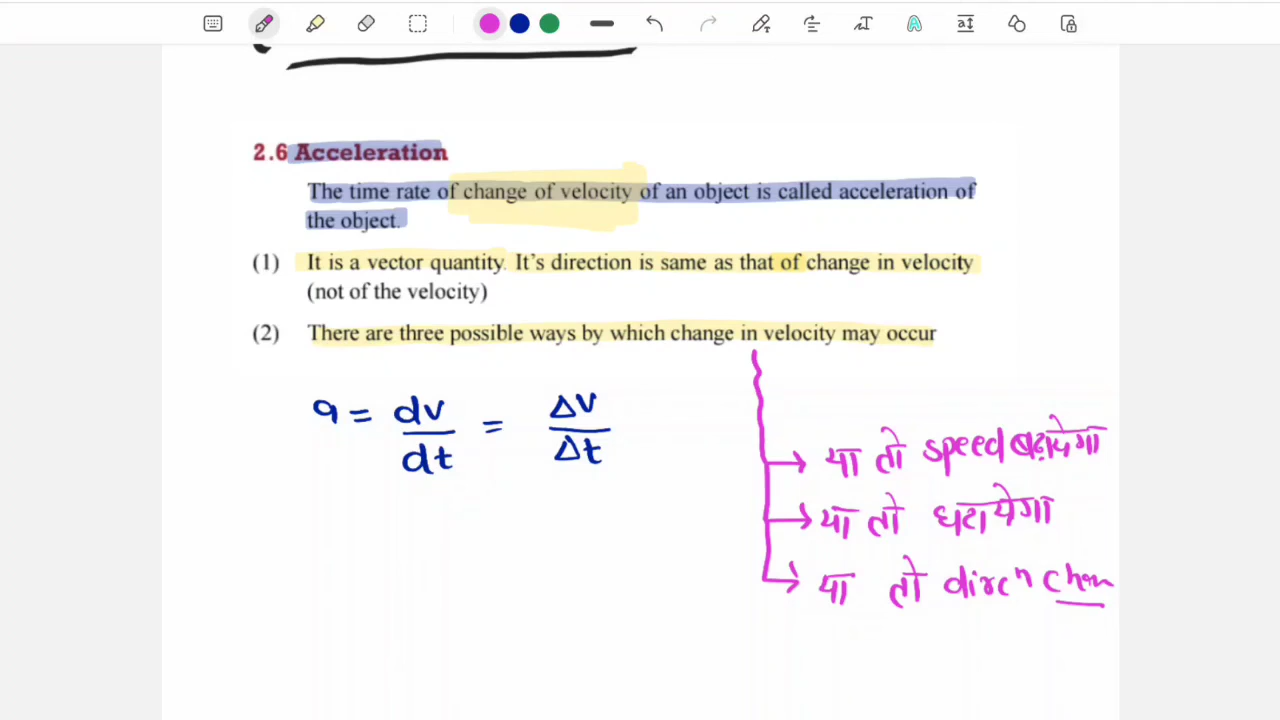 2.6 Acceleration
The time rate of change of velocity of an object is called acceleration of
the object.
(1) It is a vector quantity. It’s direction is same as that of change in velocity
(not of the velocity)
(2) There are three possible ways by which change in velocity may occur
a = dv/dt = Δv/Δt
या तो speed बढ़ायेगा
या तो घटायेगा
या तो direcn chan